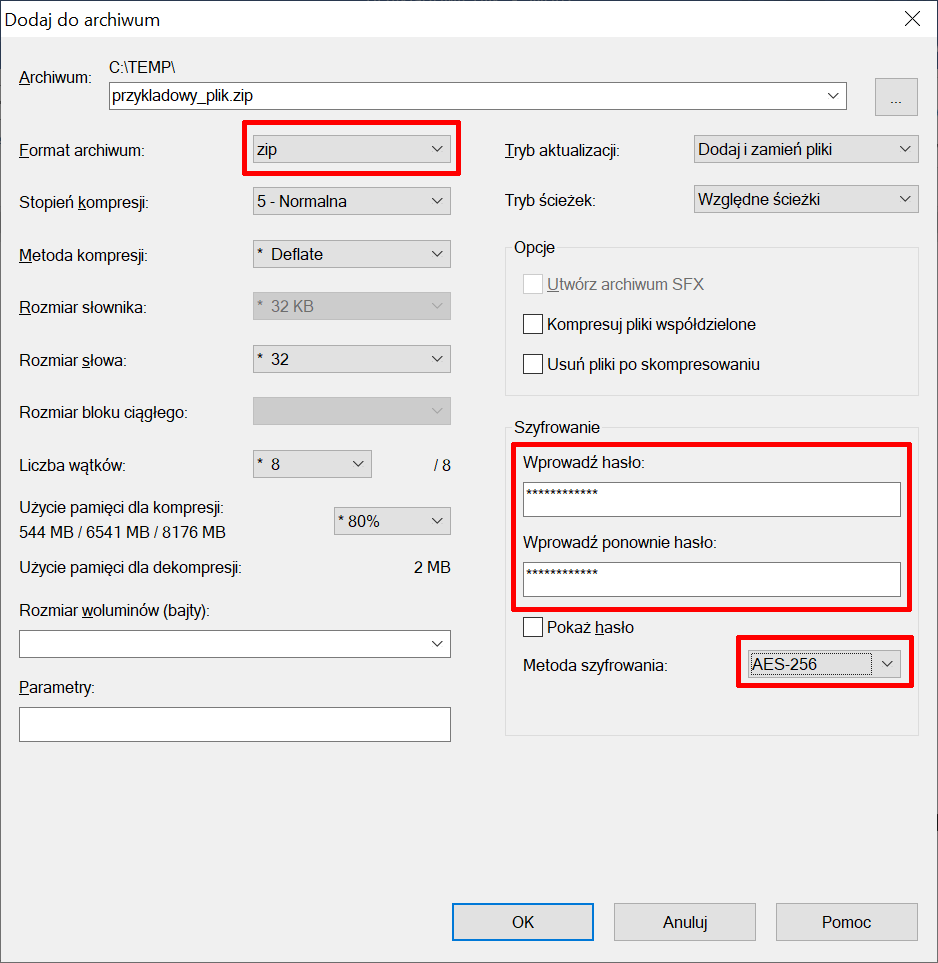 Dodaj do archiwum
Archiwum:
C:\TEMP\
przykladowy_plik.zip
...
Format archiwum:
zip
Stopień kompresji:
5 - Normalna
Metoda kompresji:
* Deflate
Rozmiar słownika:
* 32 KB
Rozmiar słowa:
* 32
Rozmiar bloku ciągłego:
Liczba wątków:
* 8
/ 8
Użycie pamięci dla kompresji:
544 MB / 6541 MB / 8176 MB
* 80%
Użycie pamięci dla dekompresji:
2 MB
Rozmiar woluminów (bajty):
Parametry:
Tryb aktualizacji:
Dodaj i zamień pliki
Tryb ścieżek:
Względne ścieżki
Opcje
Utwórz archiwum SFX
Kompresuj pliki współdzielone
Usuń pliki po skompresowaniu
Szyfrowanie
Wprowadź hasło:
************
Wprowadź ponownie hasło:
************
Pokaż hasło
Metoda szyfrowania:
AES-256
OK
Anuluj
Pomoc